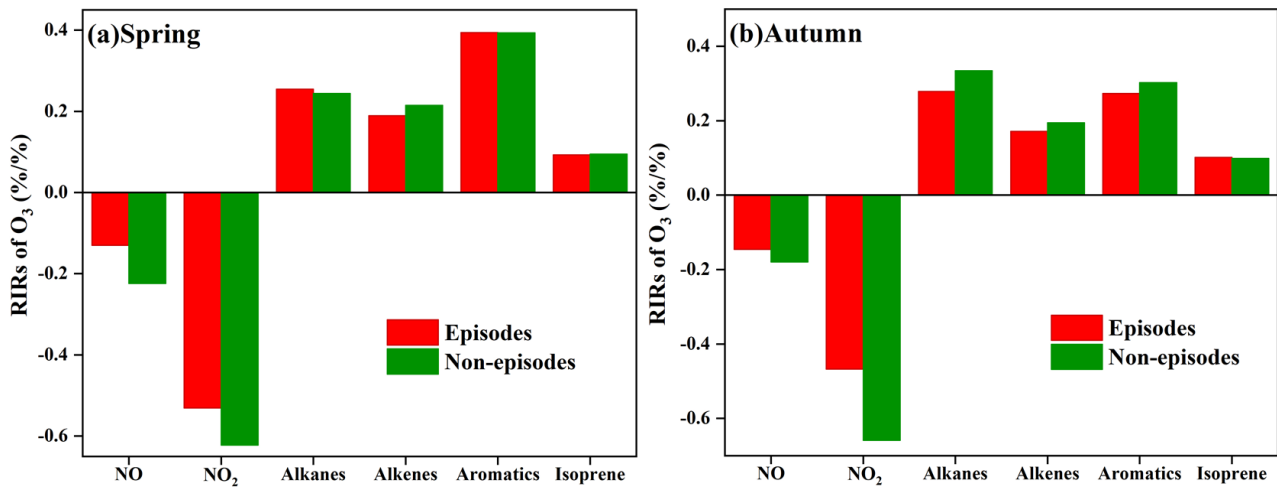 (a)Spring
RIRs of O3 (%/%)
0.4
0.2
0.0
-0.2
-0.4
-0.6
Episodes
Non-episodes
NO NO2 Alkanes Alkenes Aromatics Isoprene
(b)Autumn
RIRs of O3 (%/%)
0.4
0.2
0.0
-0.2
-0.4
-0.6
Episodes
Non-episodes
NO NO2 Alkanes Alkenes Aromatics Isoprene